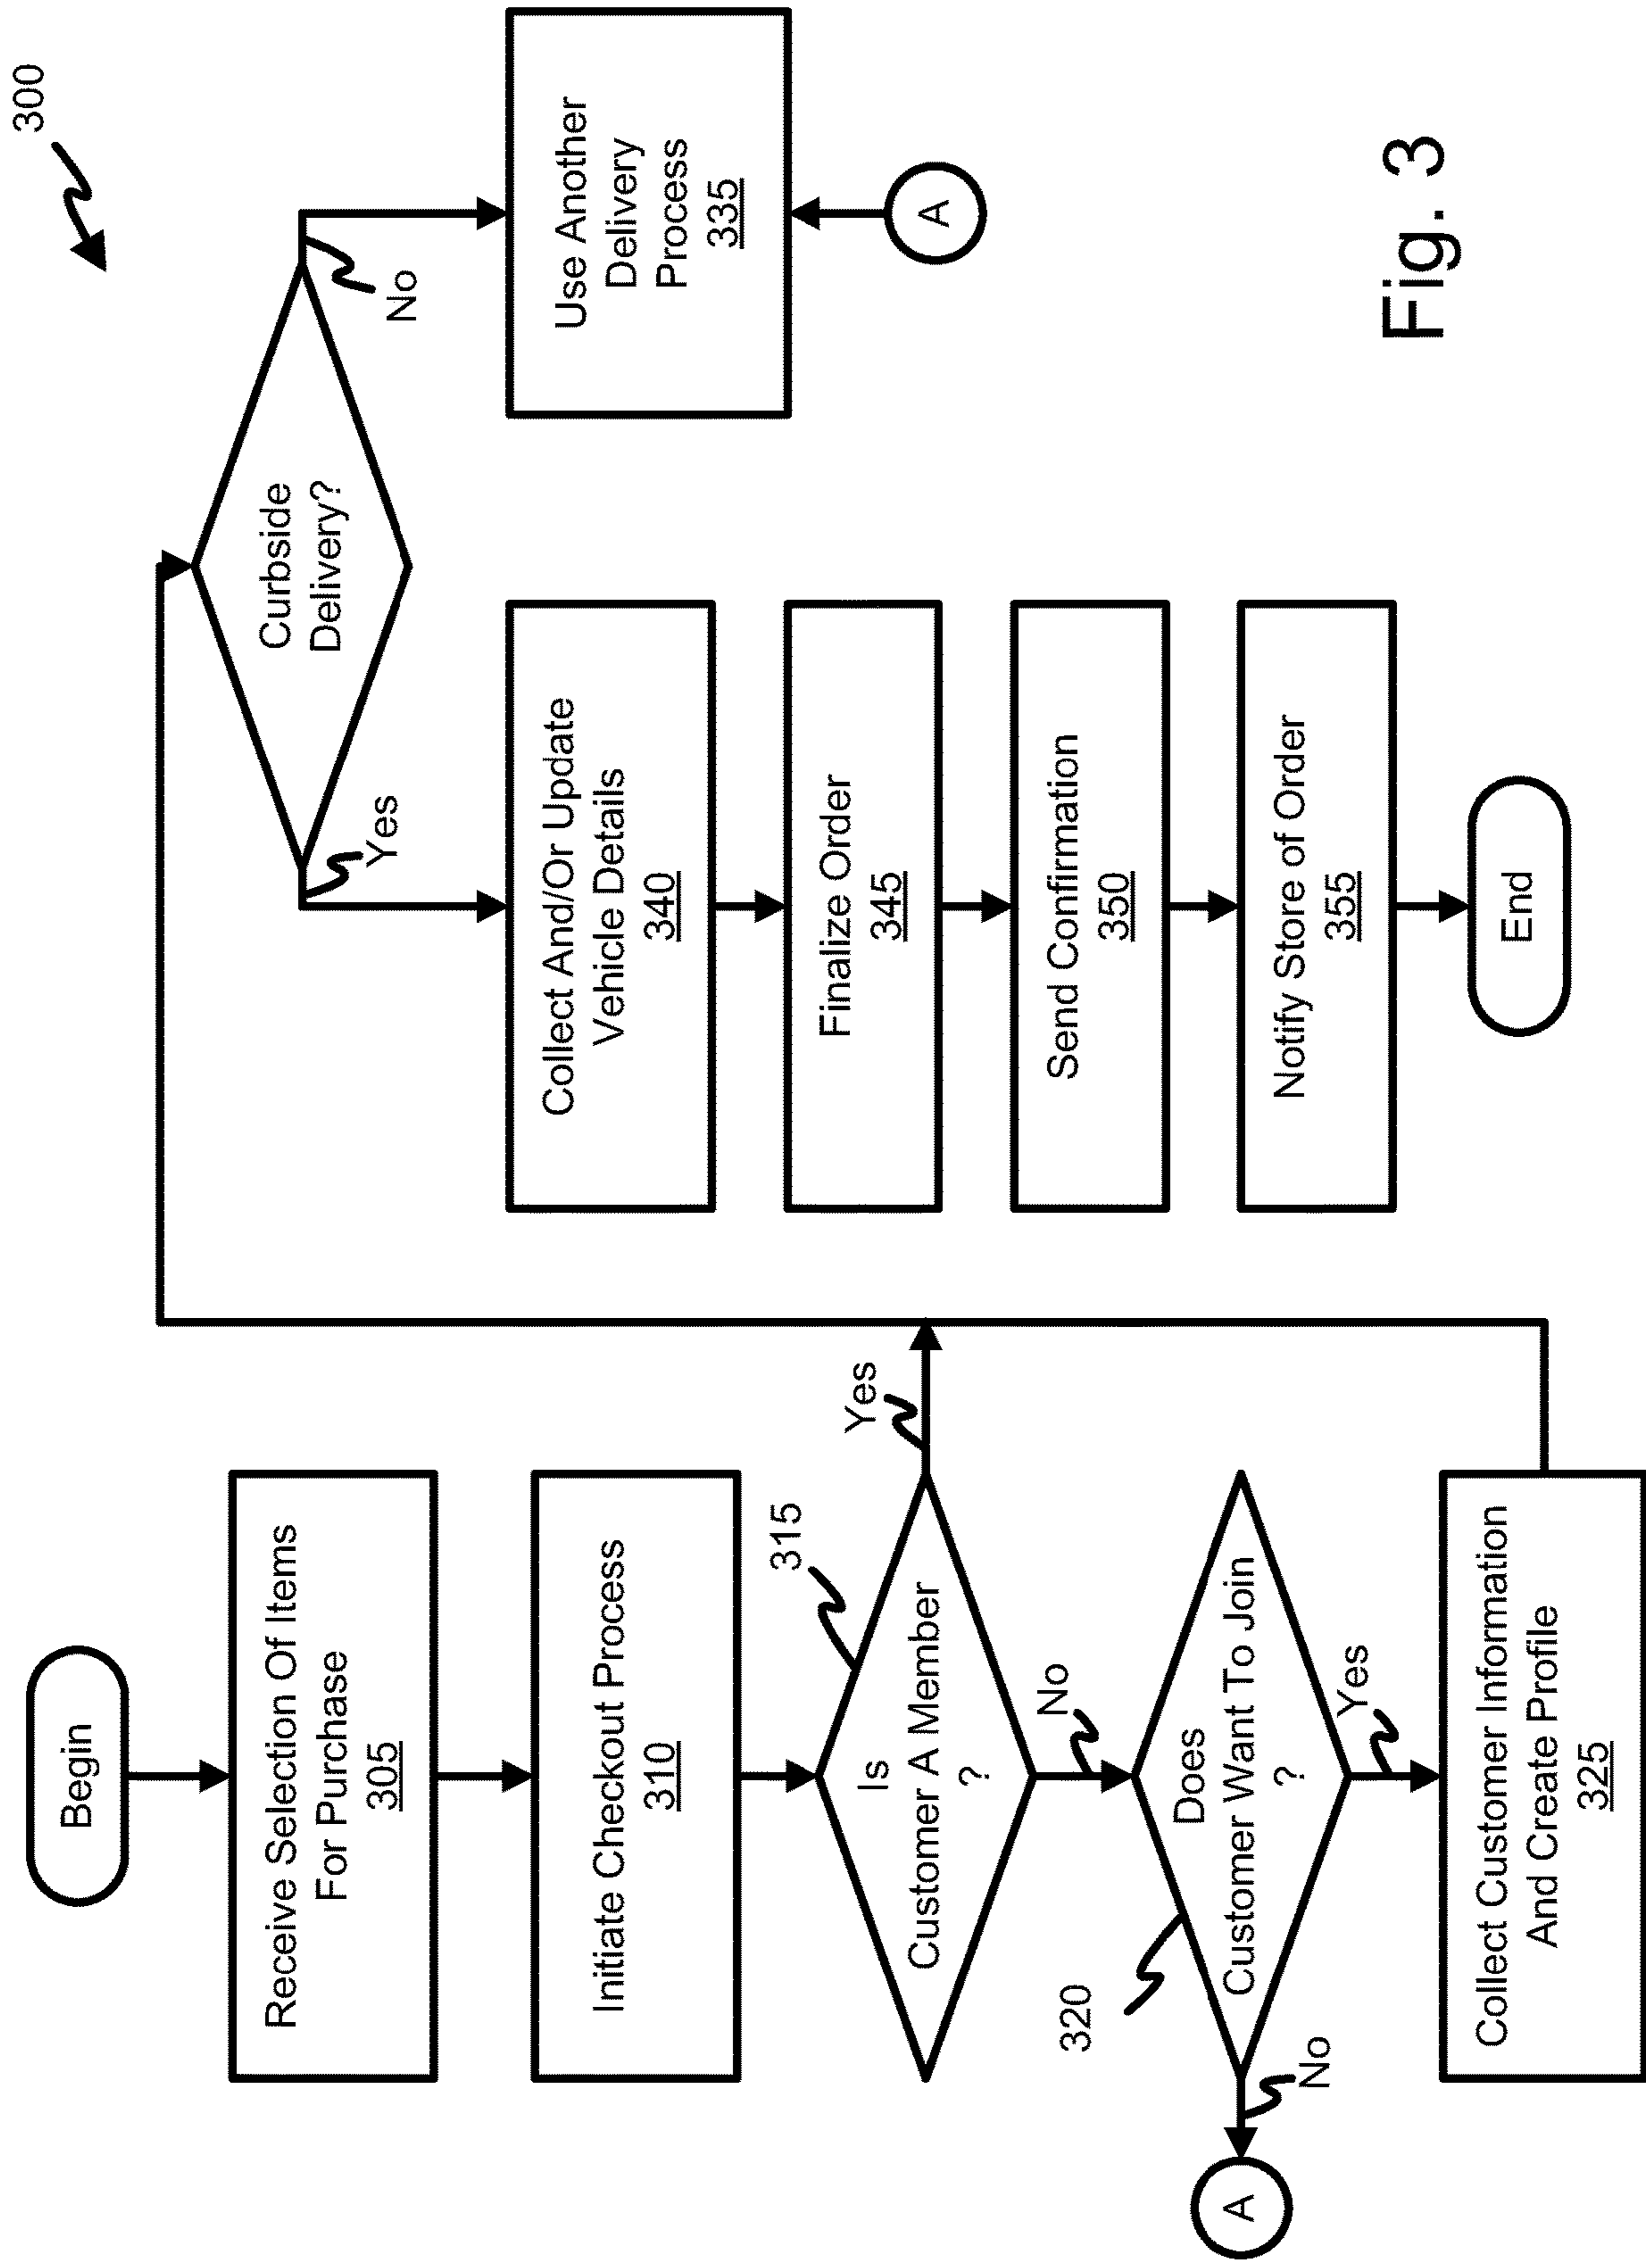 300
Begin
Receive Selection Of Items
For Purchase
305
Initiate Checkout Process
310
315
Is
Customer A Member
?
Yes
No
320
Does
Customer Want To Join
?
No
A
Yes
Collect Customer Information
And Create Profile
325
Curbside
Delivery?
Yes
No
Collect And/Or Update
Vehicle Details
340
Finalize Order
345
Send Confirmation
350
Notify Store of Order
355
End
Use Another
Delivery
Process
335
A
Fig. 3